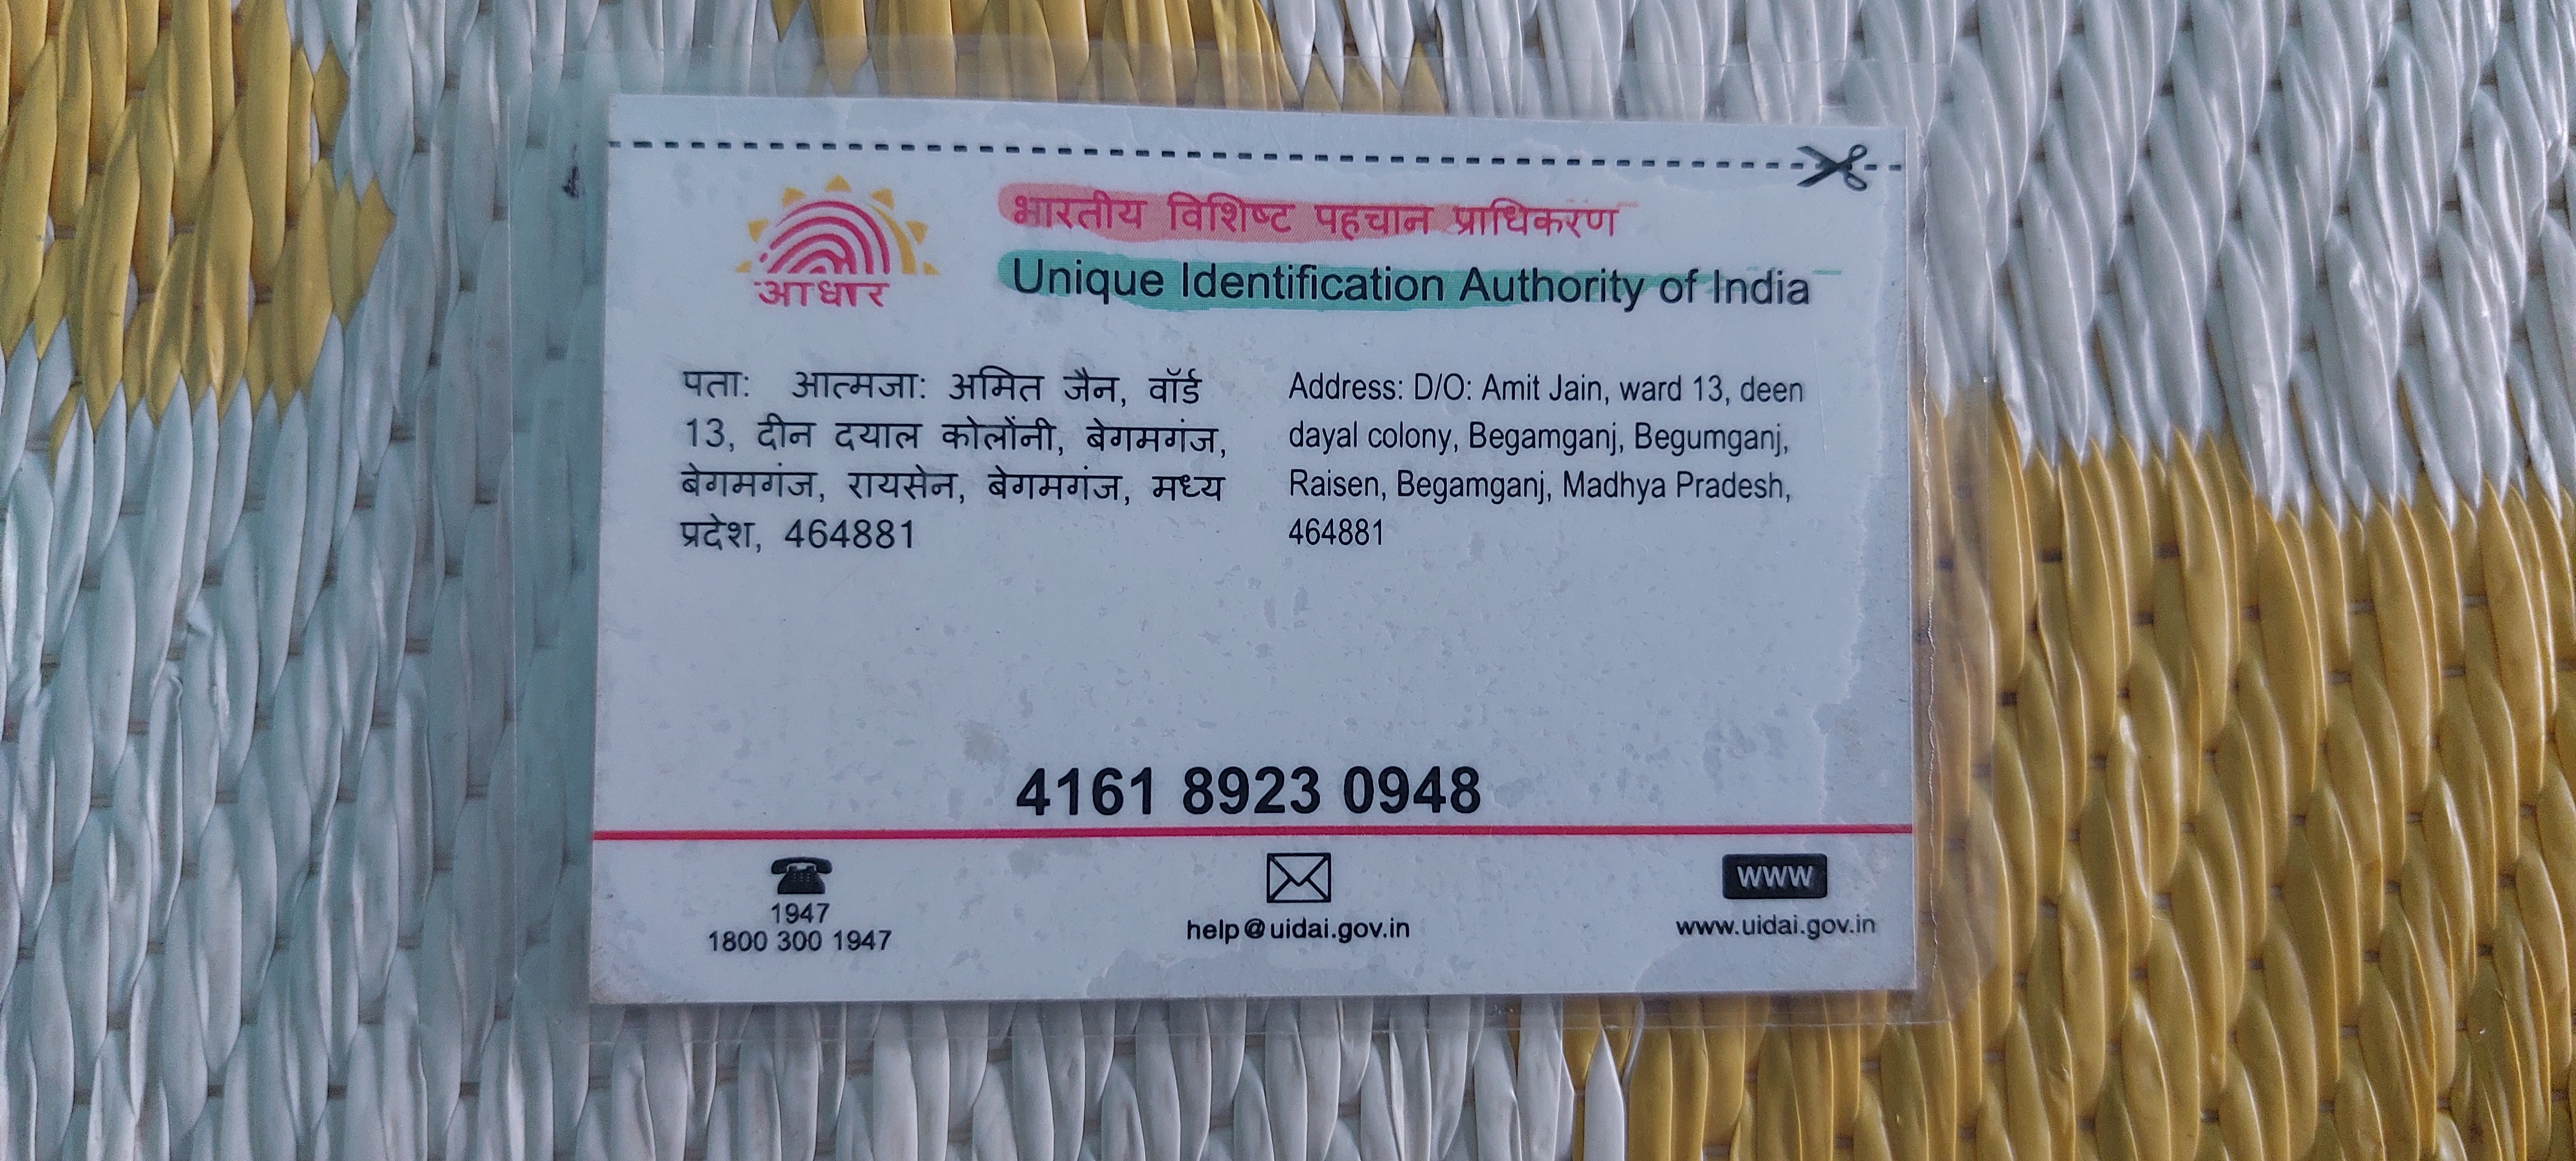 आधार
भारतीय विशिष्ट पहचान प्राधिकरण
Unique Identification Authority of India
पता: आत्मजा: अमित जैन, वॉर्ड
13, दीन दयाल कोलोंनी, बेगमगंज,
बेगमगंज, रायसेन, बेगमगंज, मध्य
प्रदेश, 464881
Address: D/O: Amit Jain, ward 13, deen
dayal colony, Begamganj, Begumganj,
Raisen, Begamganj, Madhya Pradesh,
464881
4161 8923 0948
1947
1800 300 1947
help@uidai.gov.in
WWW
www.uidai.gov.in